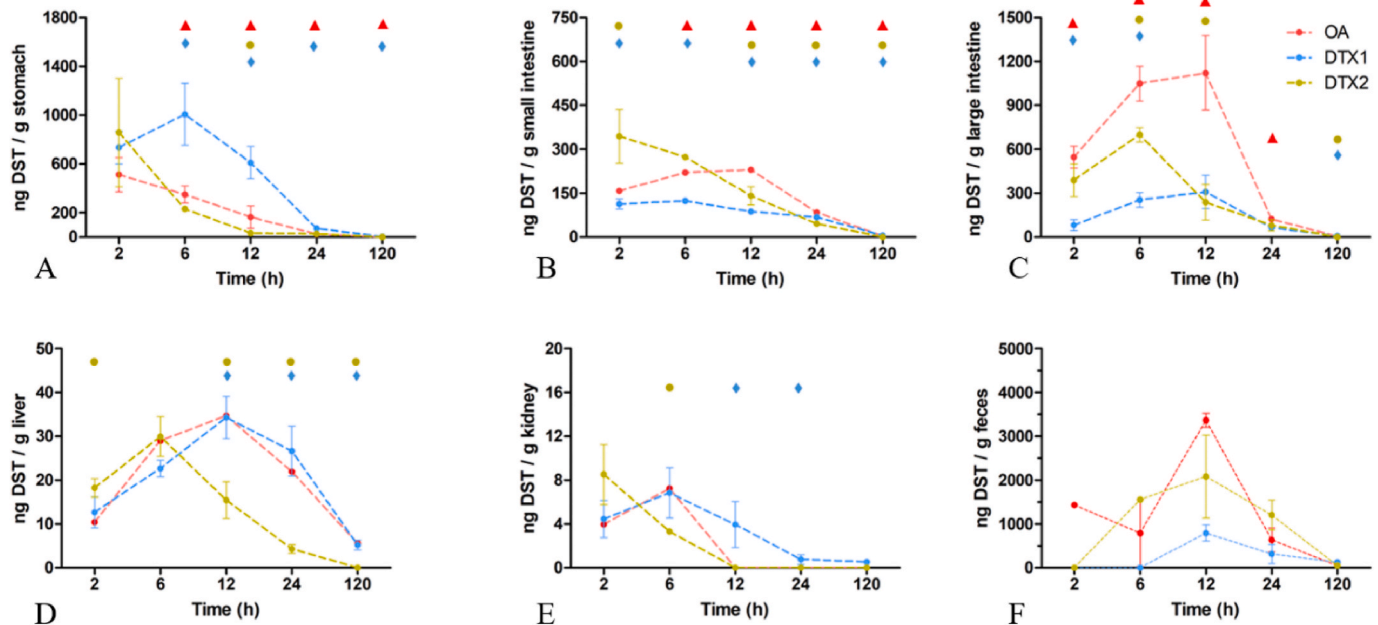 ng DST / g stomach
1800
1400
1000
600
200
0
2 6 12 24 120
Time (h)
A
ng DST / g small intestine
750
600
450
300
150
0
2 6 12 24 120
Time (h)
B
ng DST / g large intestine
1500
1200
900
600
300
0
2 6 12 24 120
Time (h)
C
OA
DTX1
DTX2
ng DST / g liver
50
40
30
20
10
0
2 6 12 24 120
Time (h)
D
ng DST / g kidney
20
16
12
8
4
0
2 6 12 24 120
Time (h)
E
ng DST / g feces
5000
4000
3000
2000
1000
0
2 6 12 24 120
Time (h)
F